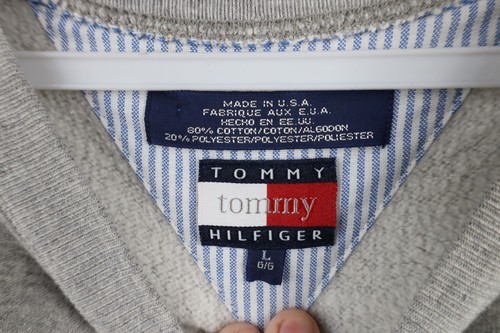 MADE IN U.S.A.
FABRIQUE AUX E.U.A.
HECHO EN EE.UU.
80% COTTON/COTON/ALGODON
20% POLYESTER/POLYESTER/POLIESTER
TOMMY
tommy
HILFIGER
L
G/G